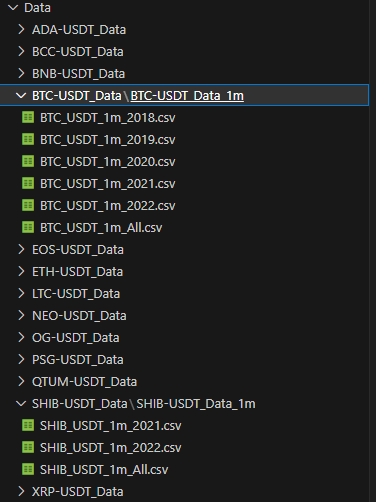 Data
ADA-USDT_Data
BCC-USDT_Data
BNB-USDT_Data
BTC-USDT_Data\BTC-USDT_Data_1m
BTC_USDT_1m_2018.csv
BTC_USDT_1m_2019.csv
BTC_USDT_1m_2020.csv
BTC_USDT_1m_2021.csv
BTC_USDT_1m_2022.csv
BTC_USDT_1m_All.csv
EOS-USDT_Data
ETH-USDT_Data
LTC-USDT_Data
NEO-USDT_Data
OG-USDT_Data
PSG-USDT_Data
QTUM-USDT_Data
SHIB-USDT_Data\SHIB-USDT_Data_1m
SHIB_USDT_1m_2021.csv
SHIB_USDT_1m_2022.csv
SHIB_USDT_1m_All.csv
XRP-USDT_Data